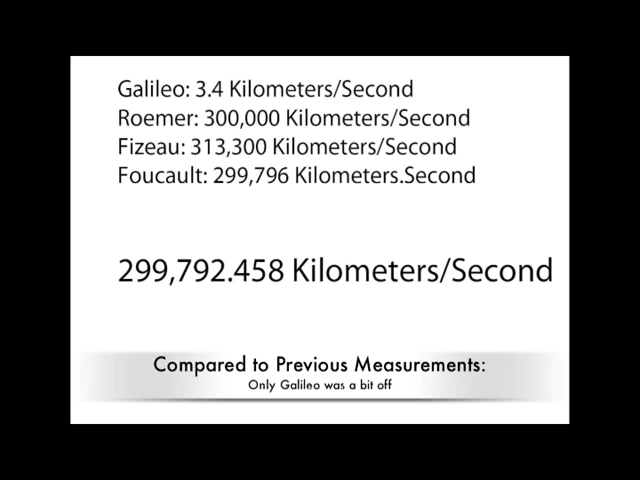 Galileo: 3.4 Kilometers/Second
Roemer: 300,000 Kilometers/Second
Fizeau: 313,300 Kilometers/Second
Foucault: 299,796 Kilometers.Second
299,792.458 Kilometers/Second
Compared to Previous Measurements:
Only Galileo was a bit off